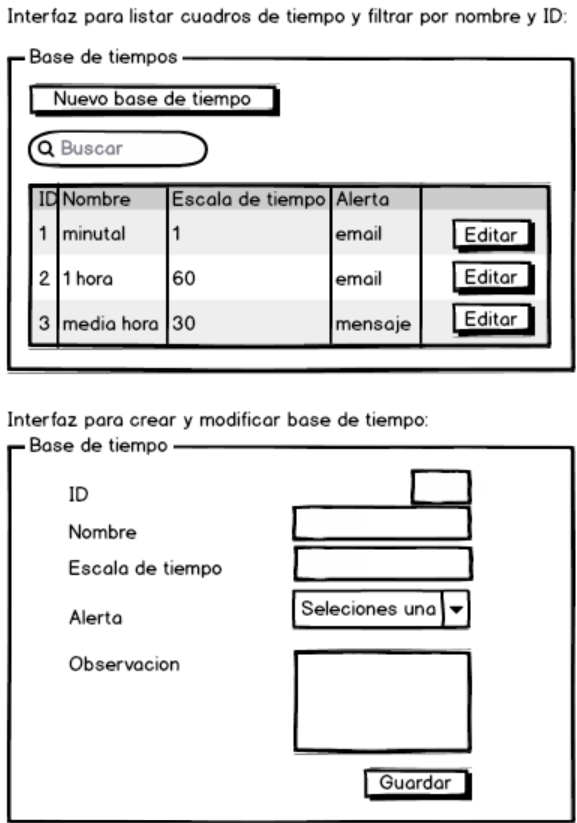 Interfaz para listar cuadros de tiempo y filtrar por nombre y ID:
Base de tiempos
Nuevo base de tiempo
Buscar
ID Nombre Escala de tiempo Alerta
1 minutal 1 email Editar
2 1 hora 60 email Editar
3 media hora 30 mensaje Editar
Interfaz para crear y modificar base de tiempo:
Base de tiempo
ID
Nombre
Escala de tiempo
Alerta Seleciones una
Observacion
Guardar